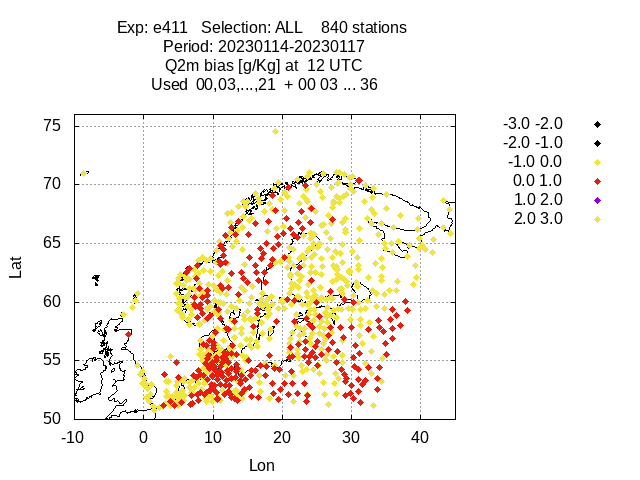 Exp: e411 Selection: ALL 840 stations
Period: 20230114-20230117
Q2m bias [g/Kg] at 12 UTC
Used 00,03,...,21 + 00 03 ... 36
-3.0 -2.0
-2.0 -1.0
-1.0 0.0
0.0 1.0
1.0 2.0
2.0 3.0
75
70
65
60
55
50
Lat
-10 0 10 20 30 40
Lon